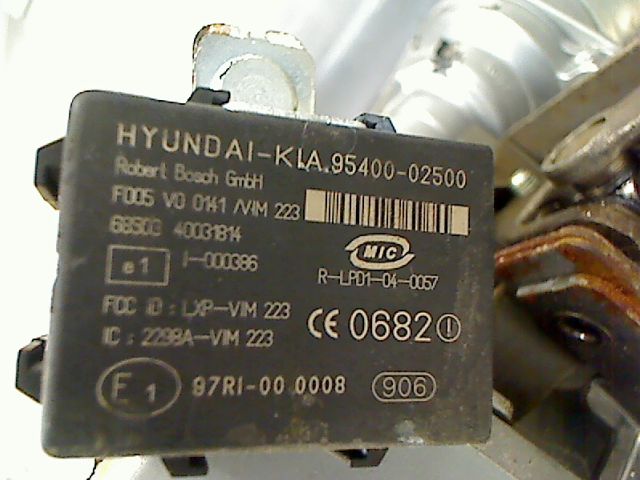 HYUNDAI-KIA 95400-02500
Robert Bosch GmbH
F005 V0 0141 /VIM 223
68503 40031814
MIC
e1 I-000386
R-LPD1-04-0057
FCC ID : LXP-VIM 223
IC : 2298A-VIM 223
CE 0682 !
E1 97RI-00 0008 906